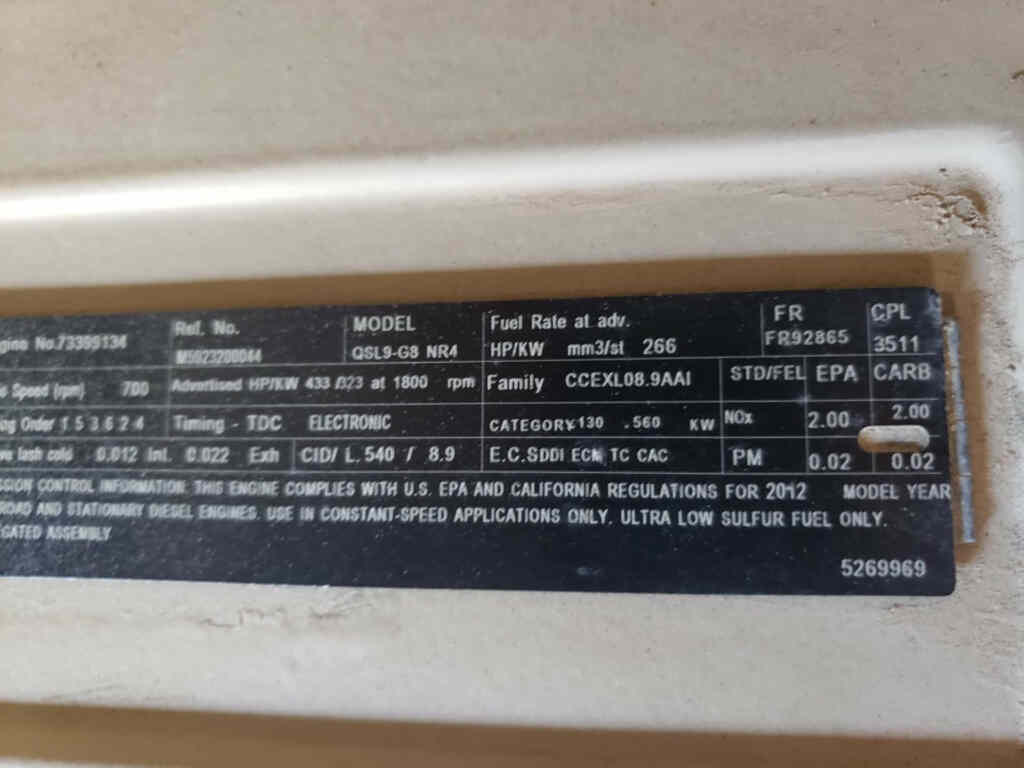 gine No.73399134 Ref. No. MODEL Fuel Rate at adv. FR CPL
QSL9-G8 NR4 HP/KW mm3/st 266 FR92865 3511
Speed (rpm) 700 Advertised HP/KW 433 /323 at 1800 rpm Family CCEXL08.9AAI STD/FEL EPA CARB
ng Order 1 5 3 6 2 4 Timing - TDC ELECTRONIC CATEGORY 130 .560 KW NOx 2.00 2.00
ve lash cold 0.012 Int. 0.022 Exh CID/ L. 540 / 8.9 E.C.S DDI ECM TC CAC PM 0.02 0.02
SSION CONTROL INFORMATION THIS ENGINE COMPLIES WITH U.S. EPA AND CALIFORNIA REGULATIONS FOR 2012 MODEL YEAR
ROAD AND STATIONARY DIESEL ENGINES. USE IN CONSTANT-SPEED APPLICATIONS ONLY. ULTRA LOW SULFUR FUEL ONLY.
GATED ASSEMBLY
5269969